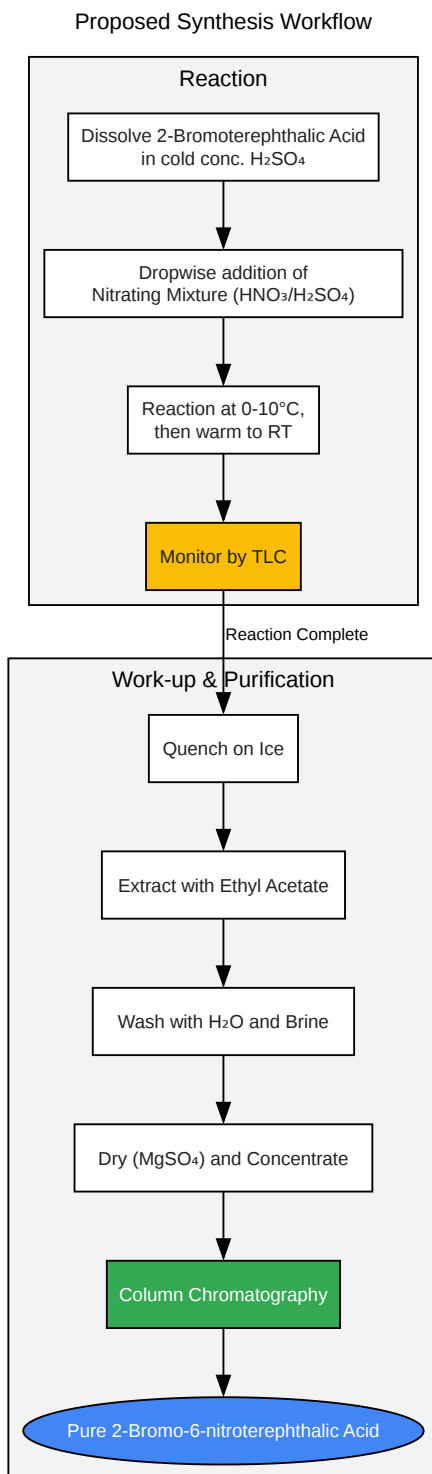 Proposed Synthesis Workflow
Reaction
Dissolve 2-Bromoterephthalic Acid
in cold conc. H₂SO₄
Dropwise addition of
Nitrating Mixture (HNO₃/H₂SO₄)
Reaction at 0-10°C,
then warm to RT
Monitor by TLC
Reaction Complete
Work-up & Purification
Quench on Ice
Extract with Ethyl Acetate
Wash with H₂O and Brine
Dry (MgSO₄) and Concentrate
Column Chromatography
Pure 2-Bromo-6-nitroterephthalic Acid